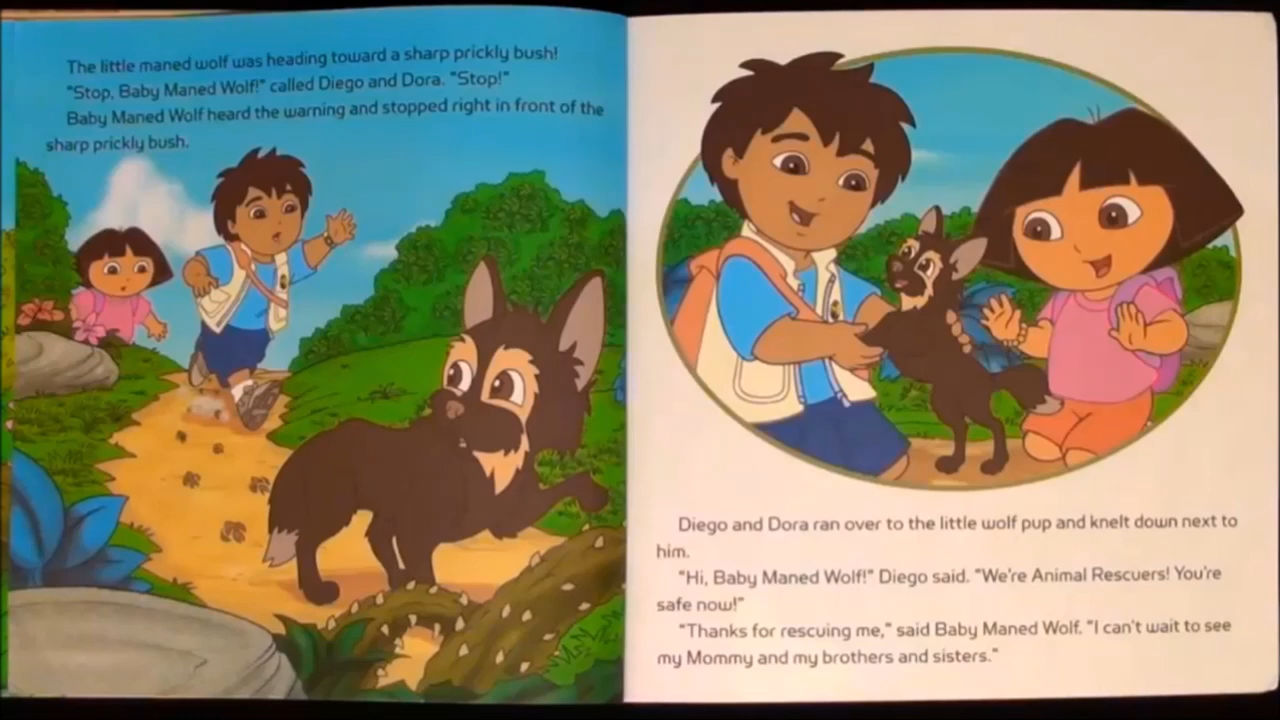 The little maned wolf was heading toward a sharp prickly bush!
"Stop, Baby Maned Wolf!" called Diego and Dora. "Stop!"
Baby Maned Wolf heard the warning and stopped right in front of the
sharp prickly bush.
Diego and Dora ran over to the little wolf pup and knelt down next to
him.
"Hi, Baby Maned Wolf!" Diego said. "We're Animal Rescuers! You're
safe now!"
"Thanks for rescuing me," said Baby Maned Wolf. "I can't wait to see
my Mommy and my brothers and sisters."